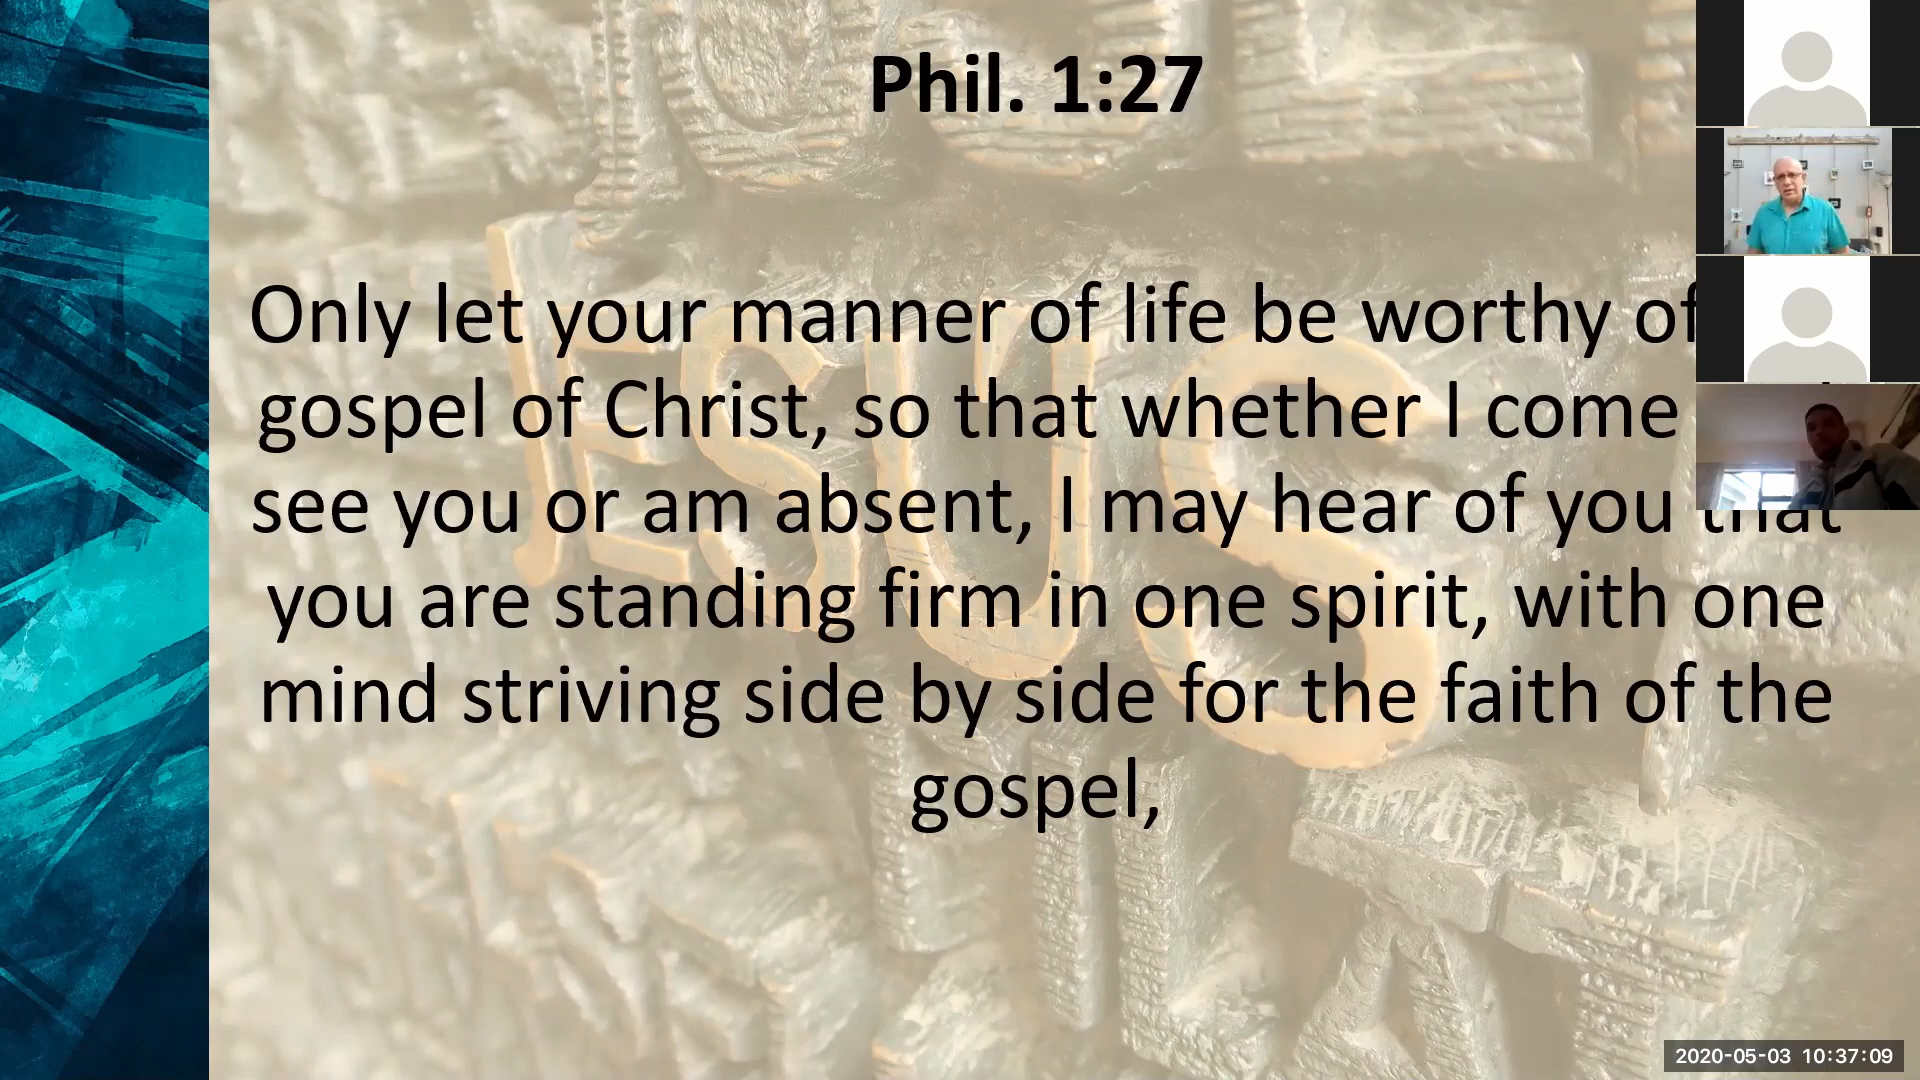 Phil. 1:27
Only let your manner of life be worthy of
gospel of Christ, so that whether I come
see you or am absent, I may hear of you that
you are standing firm in one spirit, with one
mind striving side by side for the faith of the
gospel,
JESUS
2020-05-03 10:37:09